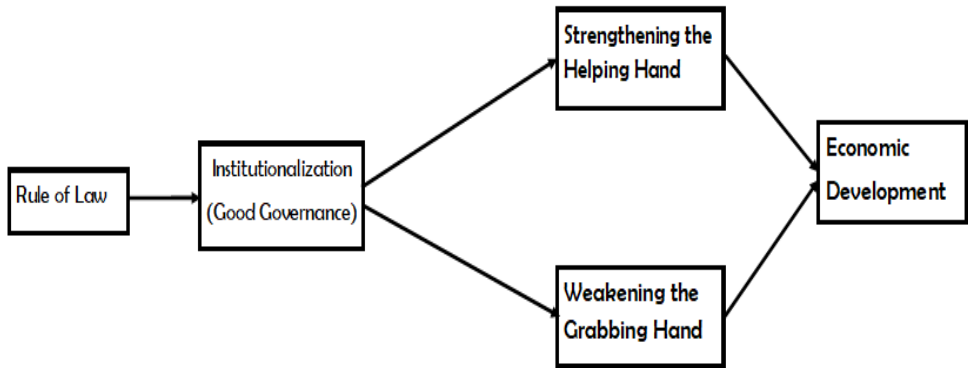 Rule of Law
Institutionalization
(Good Governance)
Strengthening the
Helping Hand
Weakening the
Grabbing Hand
Economic
Development